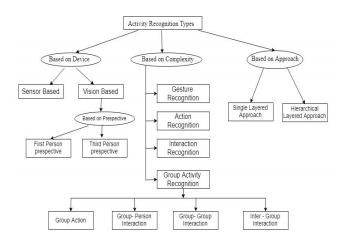 Activity Recognition Types
Based on Device
Based on Complexity
Based on Approach
Sensor Based
Vision Based
Gesture
Recognition
Single Layered
Approach
Hierarchical
Layered Approach
Based on Prespective
Action
Recognition
First Person
prespective
Third Person
prespective
Interaction
Recognition
Group Activity
Recognition
Group Action
Group- Person
Interaction
Group- Group
Interaction
Inter - Group
Interaction